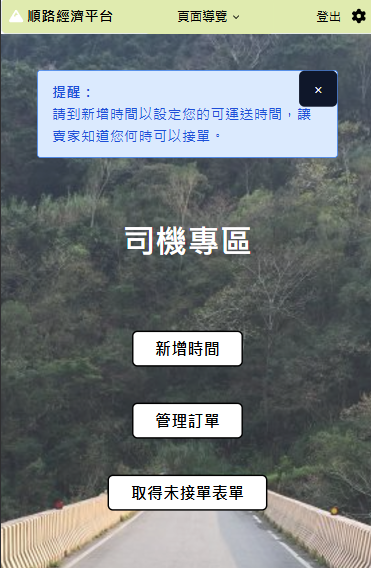 順路經濟平台 頁面導覽 登出
提醒：
請到新增時間以設定您的可運送時間，讓
賣家知道您何時可以接單。
×
司機專區
新增時間
管理訂單
取得未接單表單